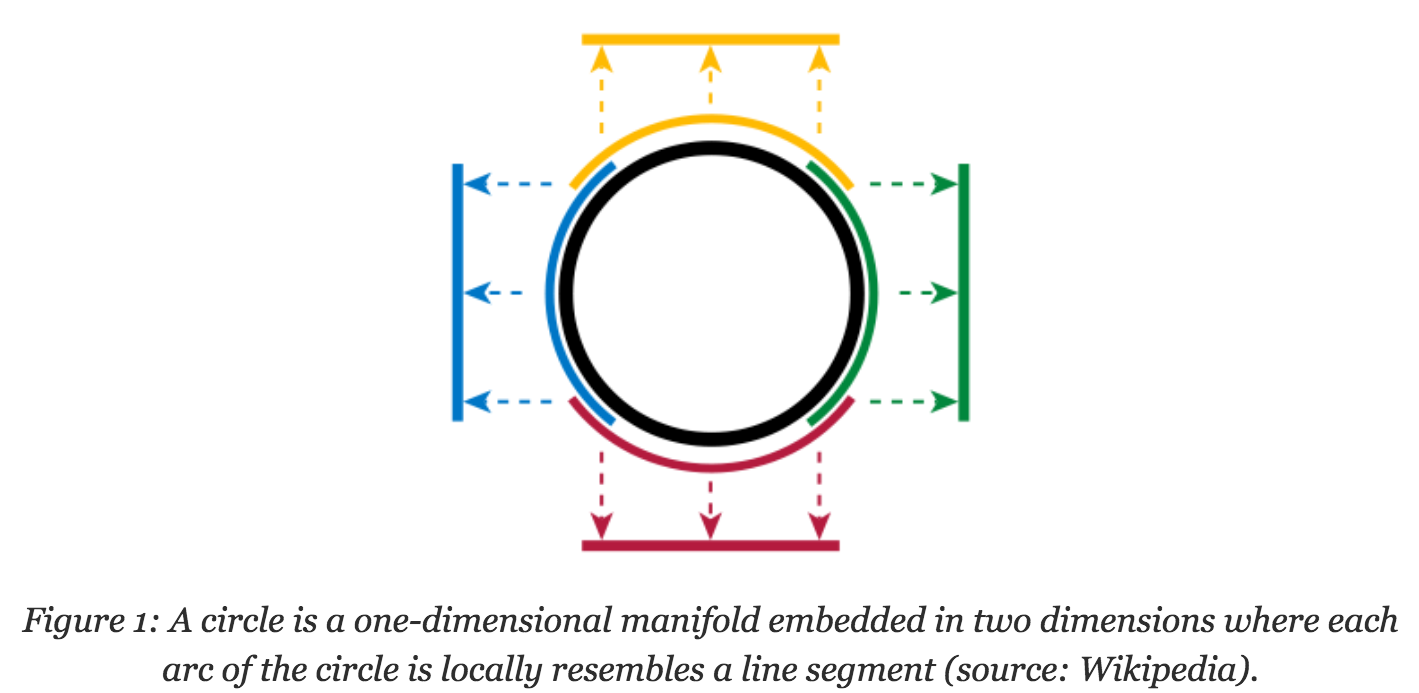 Figure 1: A circle is a one-dimensional manifold embedded in two dimensions where each
arc of the circle is locally resembles a line segment (source: Wikipedia).